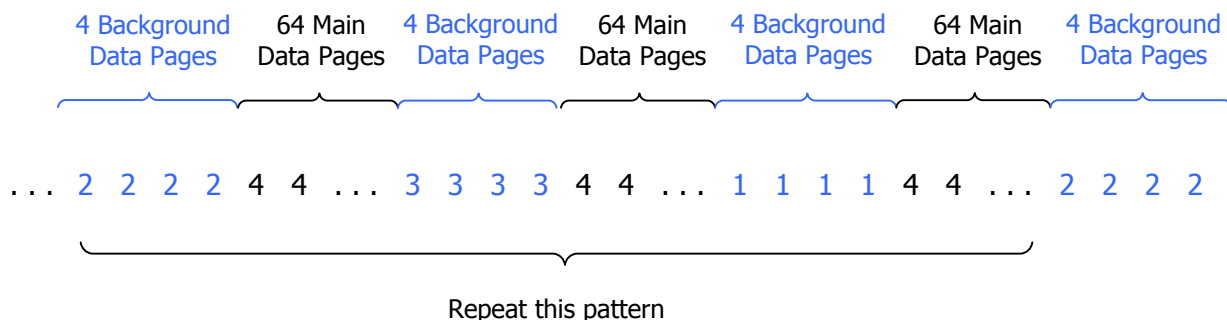 4 Background 64 Main 4 Background 64 Main 4 Background 64 Main 4 Background
Data Pages Data Pages Data Pages Data Pages Data Pages Data Pages Data Pages
. . . 2 2 2 2 4 4 . . . 3 3 3 3 4 4 . . . 1 1 1 1 4 4 . . . 2 2 2 2
Repeat this pattern